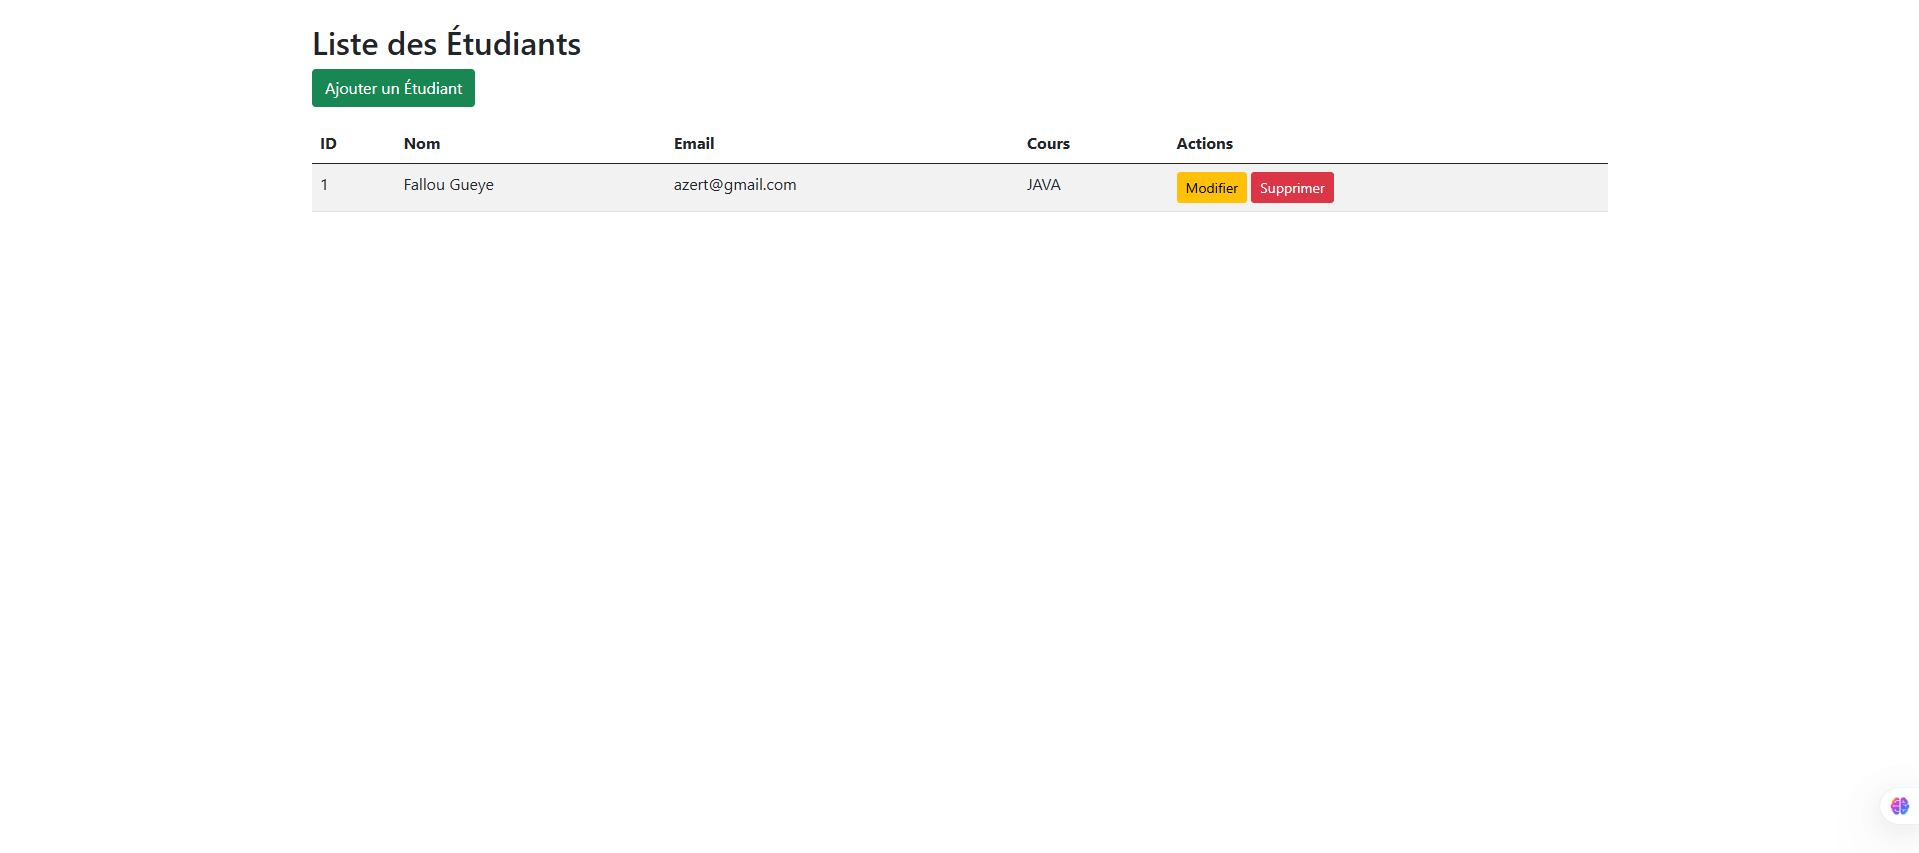 Liste des Étudiants
Ajouter un Étudiant
ID Nom Email Cours Actions
1 Fallou Gueye azert@gmail.com JAVA Modifier Supprimer